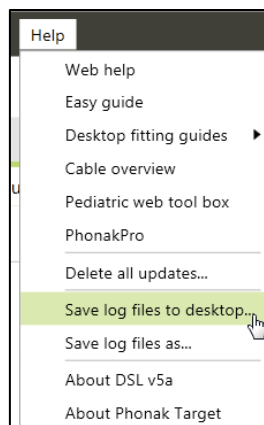 Help
Web help
Easy guide
Desktop fitting guides
Cable overview
Pediatric web tool box
PhonakPro
Delete all updates...
Save log files to desktop...
Save log files as...
About DSL v5a
About Phonak Target